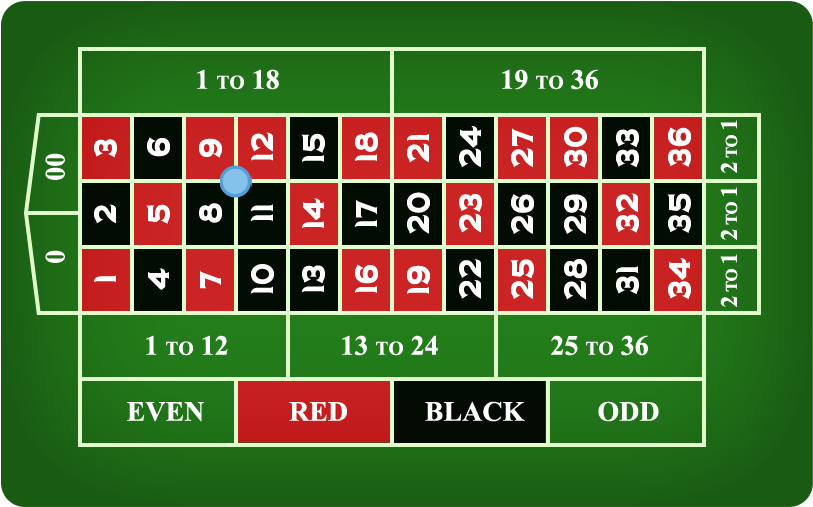 1 TO 18 19 TO 36
00 3 6 9 12 15 18 21 24 27 30 33 36 2 to 1
2 5 8 11 14 17 20 23 26 29 32 35 2 to 1
0 1 4 7 10 13 16 19 22 25 28 31 34 2 to 1
1 TO 12 13 TO 24 25 TO 36
EVEN RED BLACK ODD